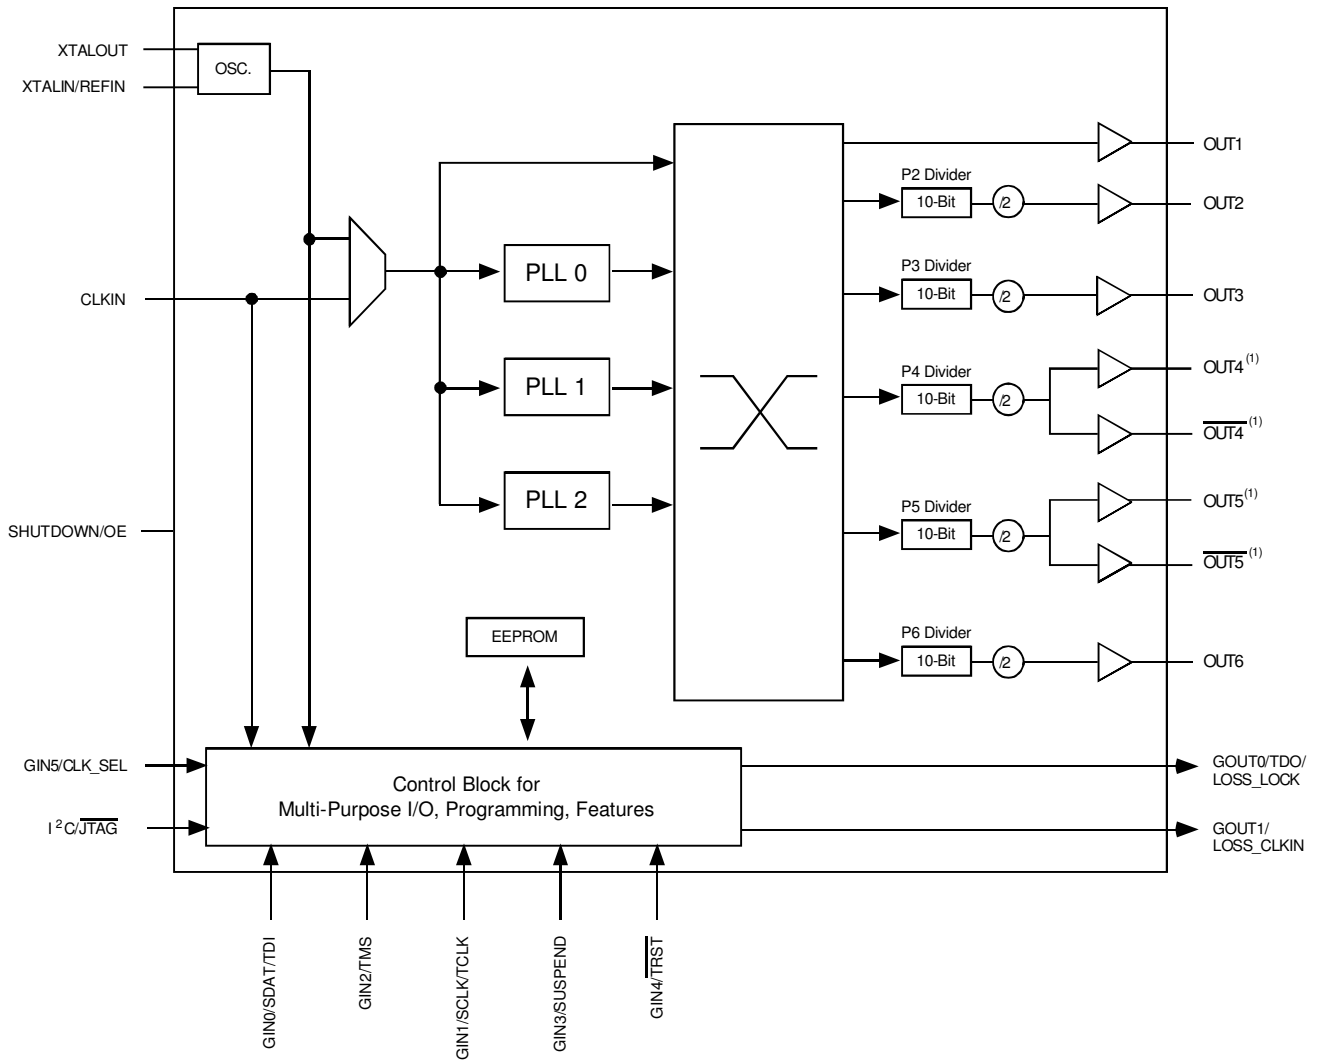 XTALOUT
OSC.
XTALIN/REFIN
OUT1
P2 Divider
10-Bit
/2
OUT2
PLL 0
P3 Divider
10-Bit
/2
OUT3
CLKIN
PLL 1
P4 Divider
10-Bit
/2
OUT4(1)
OUT4(1)
PLL 2
P5 Divider
10-Bit
/2
OUT5(1)
OUT5(1)
SHUTDOWN/OE
EEPROM
P6 Divider
10-Bit
/2
OUT6
GIN5/CLK_SEL
I2C/JTAG
Control Block for
Multi-Purpose I/O, Programming, Features
GOUT0/TDO/
LOSS_LOCK
GOUT1/
LOSS_CLKIN
GIN0/SDAT/TDI
GIN2/TMS
GIN1/SCLK/TCLK
GIN3/SUSPEND
GIN4/TRST